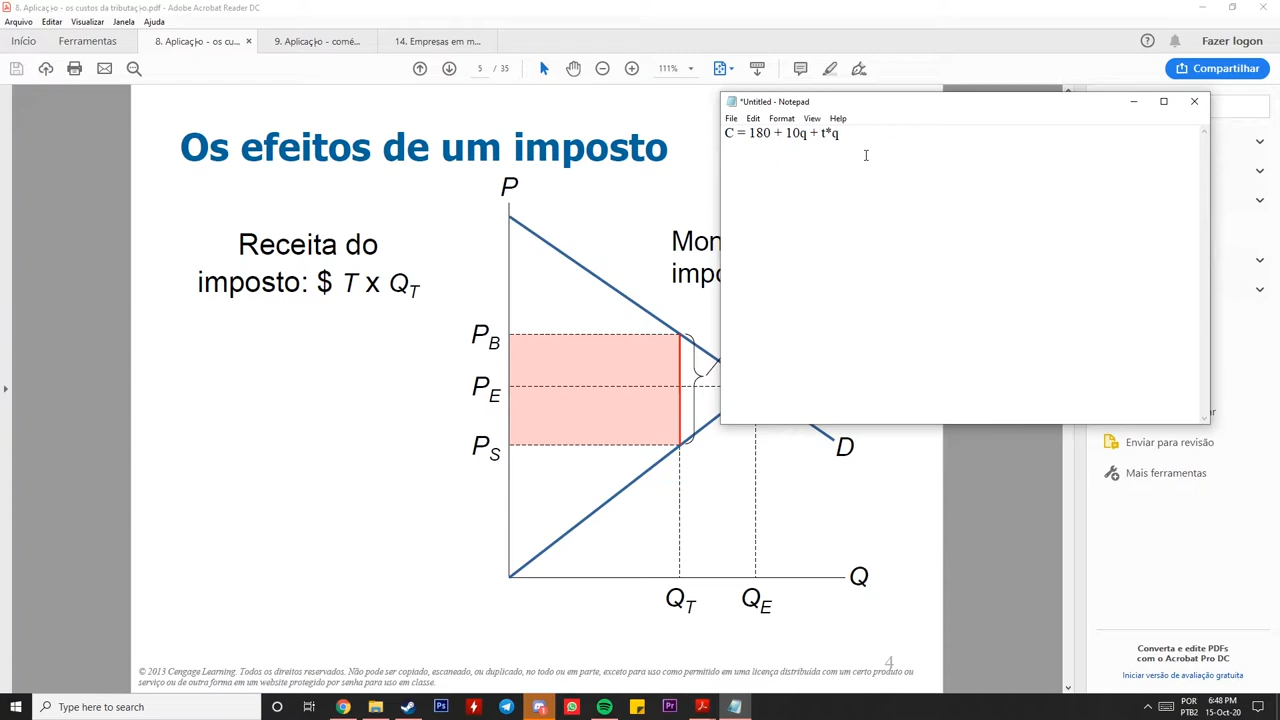 8. Aplicação - os custos da tributação.pdf - Adobe Acrobat Reader DC
Arquivo Editar Visualizar Janela Ajuda
Início Ferramentas 8. Aplicação - os cu... × 9. Aplicação - comé... 14. Empresas em m... Fazer logon
5 / 35 111% Compartilhar
*Untitled - Notepad
File Edit Format View Help
C = 180 + 10q + t*q
Os efeitos de um imposto
P
Receita do
imposto: $ T x QT
Mon
impo
PB
PE
PS
D
Q
QT QE
4
© 2013 Cengage Learning. Todos os direitos reservados. Não pode ser copiado, escaneado, ou duplicado, no todo ou em parte, exceto para uso como permitido em uma licença distribuída com um certo produto ou
serviço ou de outra forma em um website protegido por senha para uso em classe.
Enviar para revisão
Mais ferramentas
Converta e edite PDFs
com o Acrobat Pro DC
Iniciar versão de avaliação gratuita
Type here to search
POR
PTB2
6:48 PM
15-Oct-20